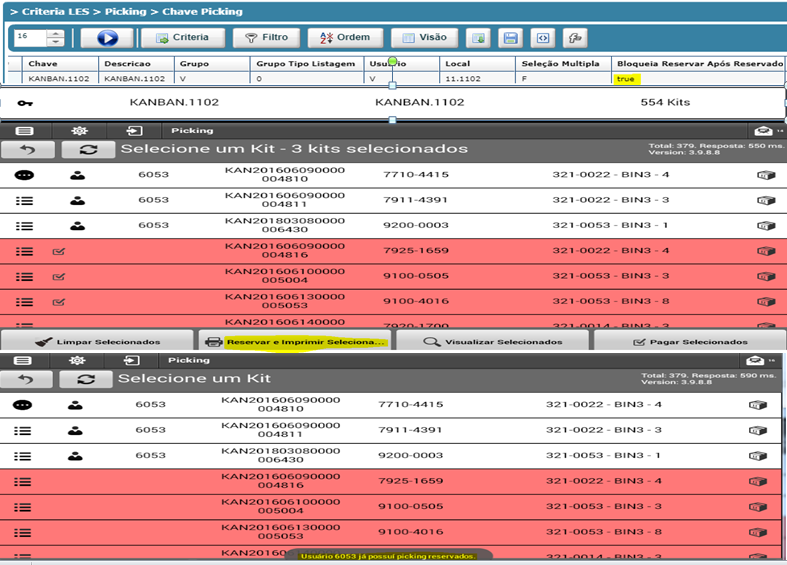 > Criteria LES > Picking > Chave Picking
16 Criteria Filtro Ordem Visão
Chave Descricao Grupo Grupo Tipo Listagem Local Seleção Multipla Bloqueia Reservar Após Reservado
KANBAN.1102 KANBAN.1102 V 0 V 11.1102 F true
KANBAN.1102 KANBAN.1102 554 Kits
Picking
Selecione um Kit - 3 kits selecionados
Total: 379. Resposta: 550 ms.
Version: 3.9.8.8
6053 KAN201606090000 7710-4415 321-0022 - BIN3 - 4
004810
6053 KAN201606090000 7911-4391 321-0022 - BIN3 - 3
004811
6053 KAN201803080000 9200-0003 321-0053 - BIN3 - 1
006430
KAN201606090000 7925-1659 321-0022 - BIN3 - 4
004816
KAN201606100000 9100-0505 321-0053 - BIN3 - 3
005004
KAN201606130000 9100-4016 321-0053 - BIN3 - 8
005053
KAN201606140000 7920-1700 321-0014 - BIN3 - 3
Limpar Selecionados Reservar e Imprimir Seleciona... Visualizar Selecionados Pagar Selecionados
Picking
Selecione um Kit
Total: 379. Resposta: 590 ms.
Version: 3.9.8.8
6053 KAN201606090000 7710-4415 321-0022 - BIN3 - 4
004810
6053 KAN201606090000 7911-4391 321-0022 - BIN3 - 3
004811
6053 KAN201803080000 9200-0003 321-0053 - BIN3 - 1
006430
KAN201606090000 7925-1659 321-0022 - BIN3 - 4
004816
KAN201606100000 9100-0505 321-0053 - BIN3 - 3
005004
KAN201606130000 9100-4016 321-0053 - BIN3 - 8
005053
KAN20160 321-0014 - BIN3 - 3
Usuário 6053 já possui picking reservados.